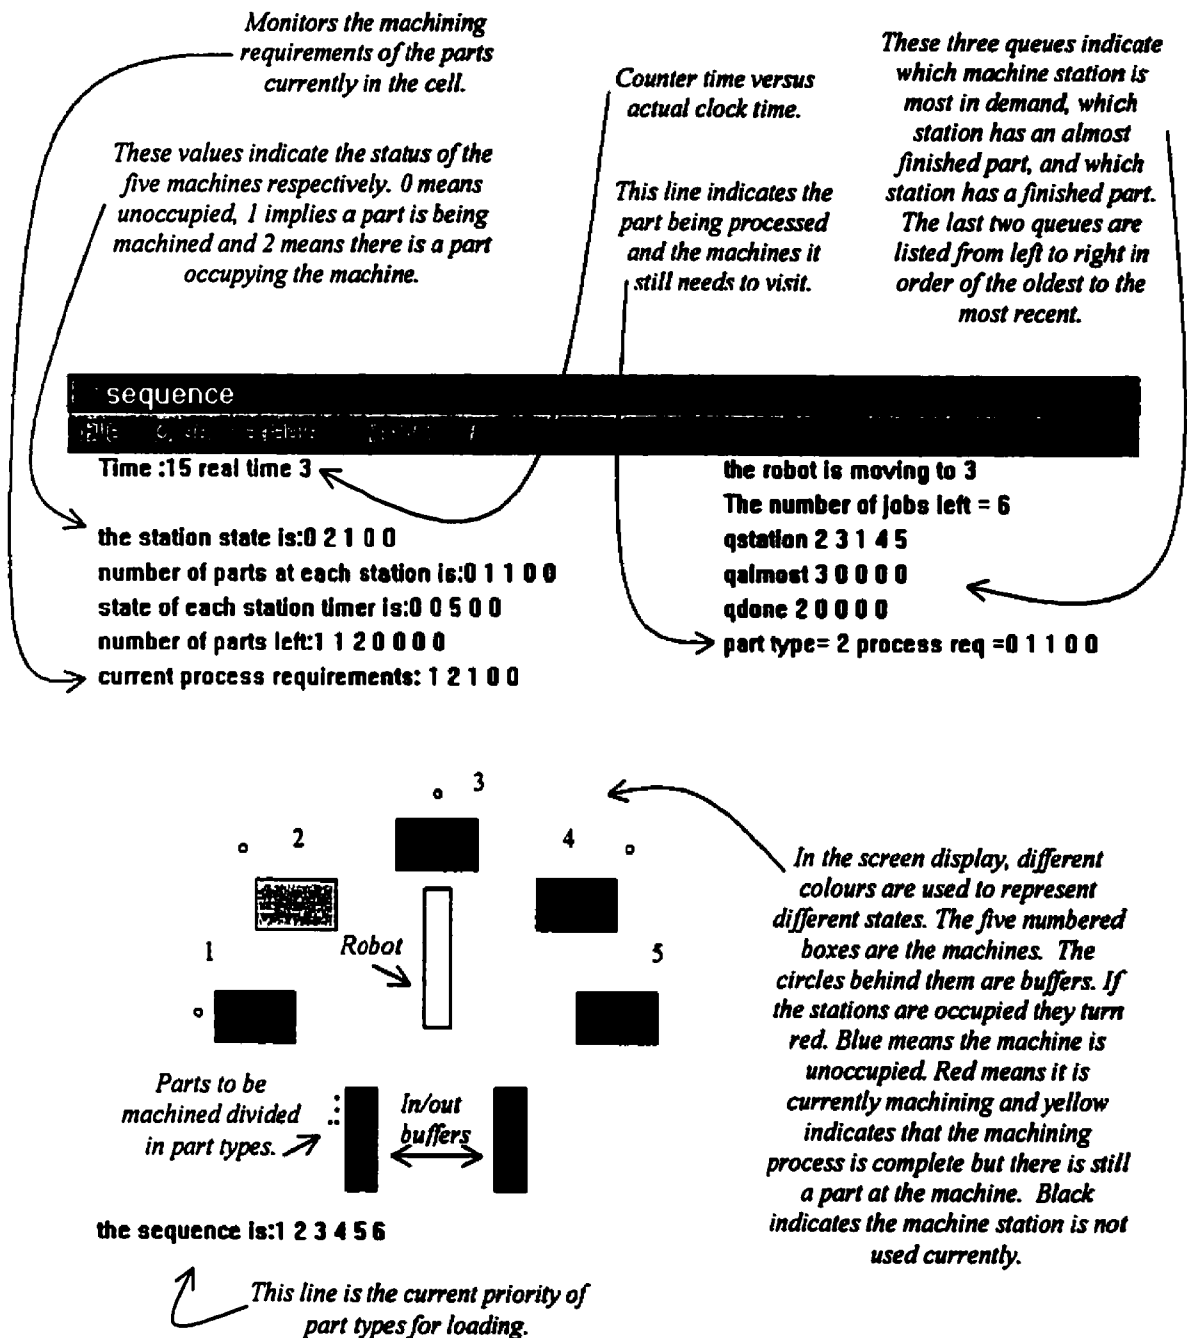 Monitors the machining
requirements of the parts
currently in the cell.
These values indicate the status of the
five machines respectively. 0 means
unoccupied, 1 implies a part is being
machined and 2 means there is a part
occupying the machine.
Counter time versus
actual clock time.
This line indicates the
part being processed
and the machines it
still needs to visit.
These three queues indicate
which machine station is
most in demand, which
station has an almost
finished part, and which
station has a finished part.
The last two queues are
listed from left to right in
order of the oldest to the
most recent.
sequence
Time :15 real time 3
the station state is:0 2 1 0 0
number of parts at each station is:0 1 1 0 0
state of each station timer is:0 0 5 0 0
number of parts left:1 1 2 0 0 0 0
current process requirements: 1 2 1 0 0
the robot is moving to 3
The number of jobs left = 6
qstation 2 3 1 4 5
qalmost 3 0 0 0 0
qdone 2 0 0 0 0
part type= 2 process req =0 1 1 0 0
3
2
4
1
Robot
5
Parts to be
machined divided
in part types.
In/out
buffers
In the screen display, different
colours are used to represent
different states. The five numbered
boxes are the machines. The
circles behind them are buffers. If
the stations are occupied they turn
red. Blue means the machine is
unoccupied. Red means it is
currently machining and yellow
indicates that the machining
process is complete but there is still
a part at the machine. Black
indicates the machine station is not
used currently.
the sequence is:1 2 3 4 5 6
This line is the current priority of
part types for loading.